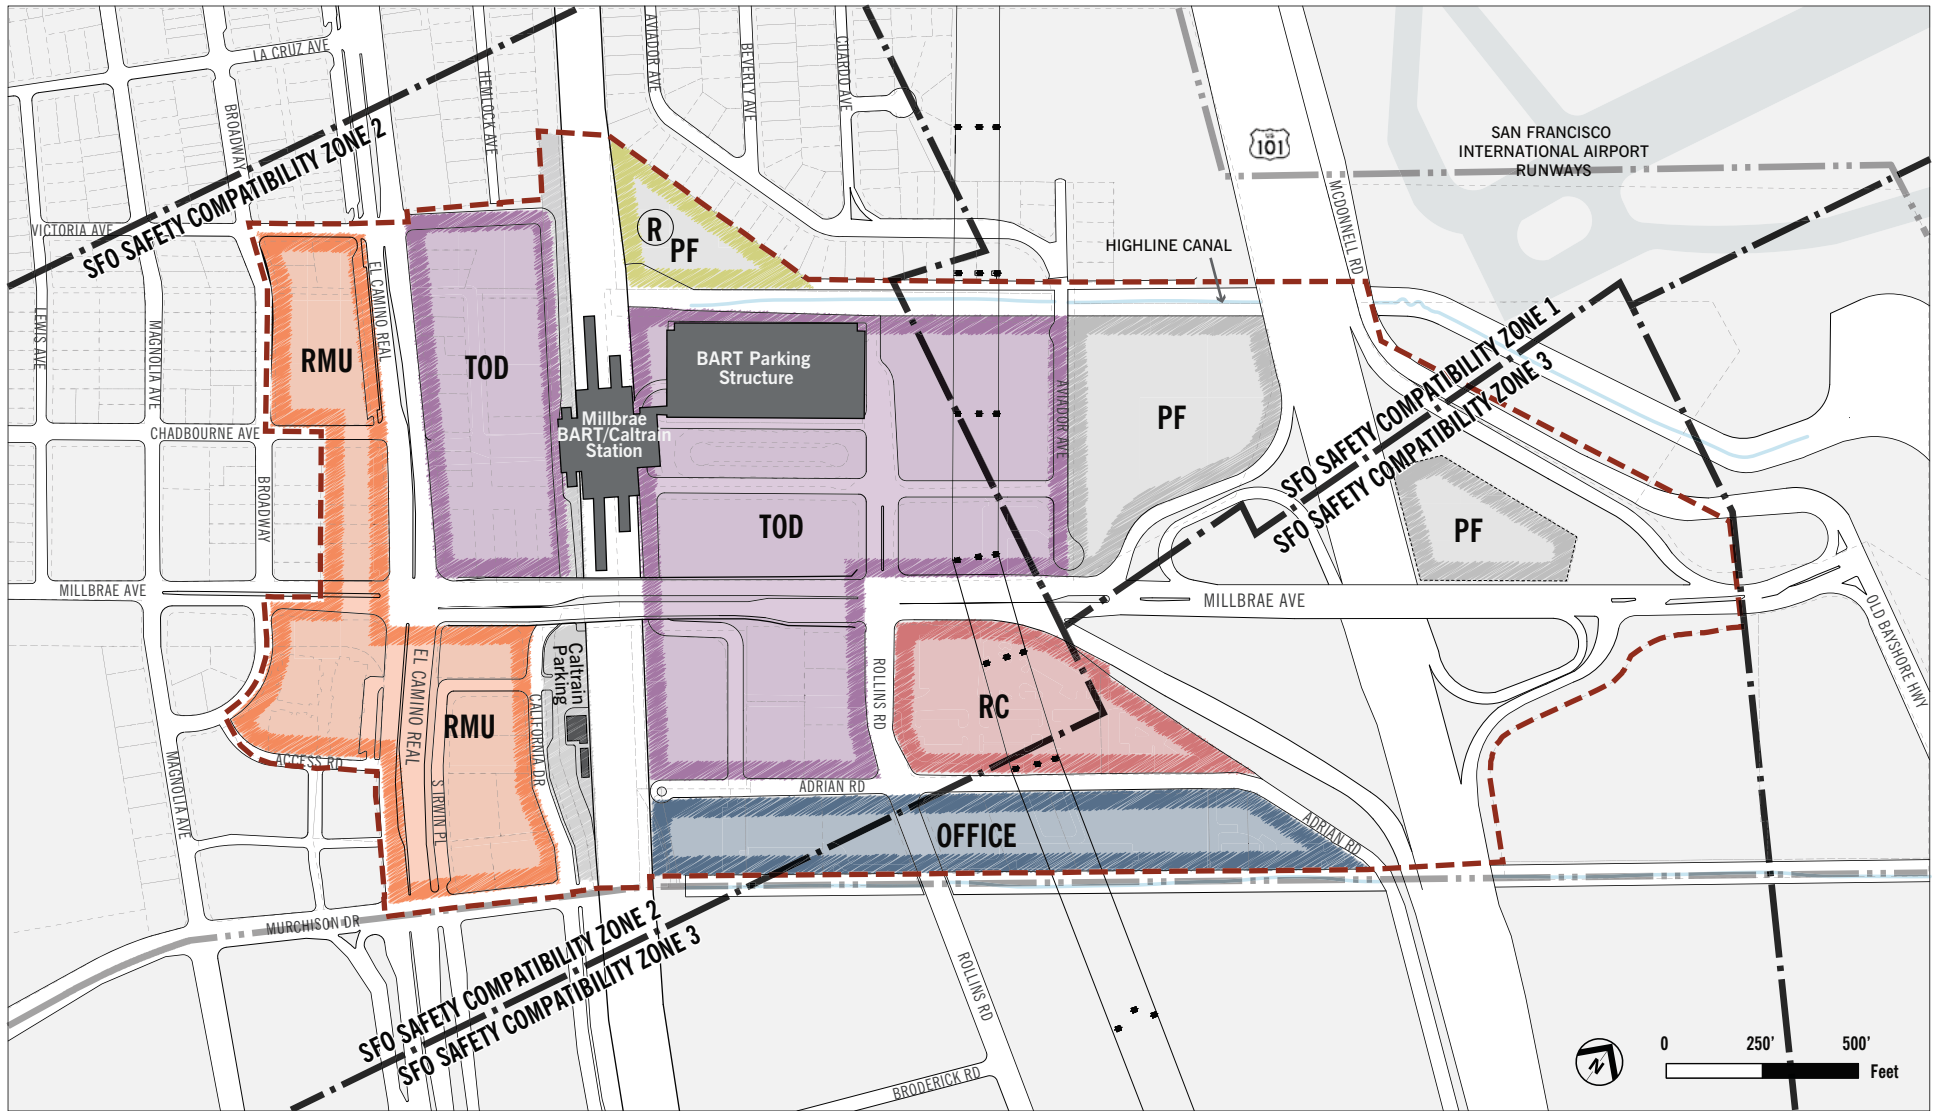 LA CRUZ AVE
BROADWAY
HEMLOCK AVE
AVIADOR AVE
BEVERLY AVE
CUARDO AVE
SFO SAFETY COMPATIBILITY ZONE 2
VICTORIA AVE
US
101
SAN FRANCISCO
INTERNATIONAL AIRPORT
RUNWAYS
MCDONNELL RD
HIGHLINE CANAL
R
PF
LEWIS AVE
MAGNOLIA AVE
EL CAMINO REAL
RMU
TOD
BART Parking
Structure
AVIADOR AVE
PF
SFO SAFETY COMPATIBILITY ZONE 1
SFO SAFETY COMPATIBILITY ZONE 3
CHADBOURNE AVE
Millbrae
BART/Caltrain
Station
BROADWAY
TOD
PF
MILLBRAE AVE
MILLBRAE AVE
OLD BAYSHORE HWY
Caltrain
Parking
EL CAMINO REAL
RMU
CALIFORNIA DR
ROLLINS RD
RC
MAGNOLIA AVE
ACCESS RD
S IRWIN PL
ADRIAN RD
OFFICE
ADRIAN RD
MURCHISON DR
SFO SAFETY COMPATIBILITY ZONE 2
SFO SAFETY COMPATIBILITY ZONE 3
ROLLINS RD
BRODERICK RD
N
0 250' 500'
Feet